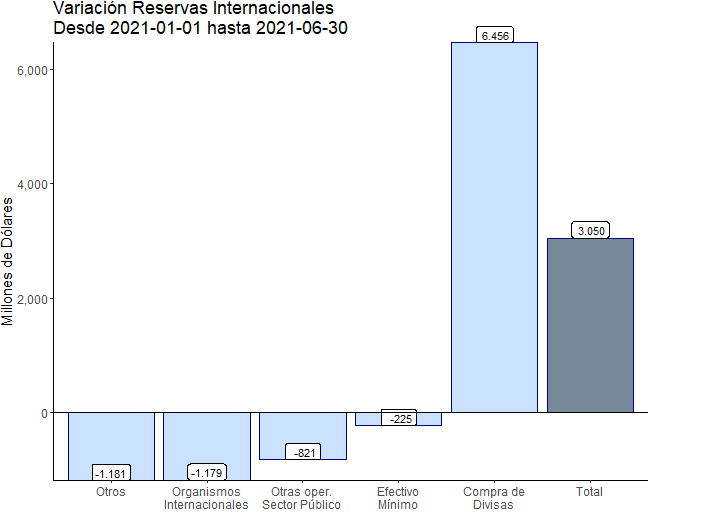 Variación Reservas Internacionales
Desde 2021-01-01 hasta 2021-06-30
Millones de Dólares
6,000
4,000
2,000
0
-1.181
-1.179
-821
-225
6.456
3.050
Otros
Organismos
Internacionales
Otras oper.
Sector Público
Efectivo
Mínimo
Compra de
Divisas
Total